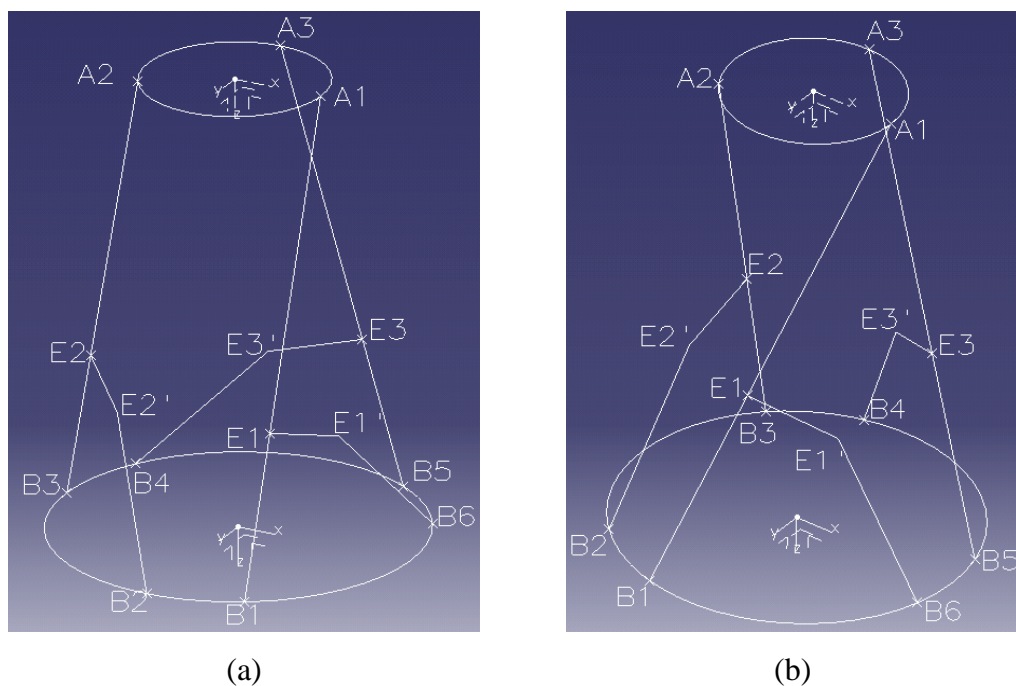 A3
A2
x
y
z
A1
E2
E3'
E3
E2'
E1
E1'
B3
B4
B5
B6
x
y
z
B2
B1
(a)
A3
A2
y
x
z
A1
E2
E2'
E3'
E3
E1
B3
B4
E1'
B2
x
y
z
B1
B5
B6
(b)